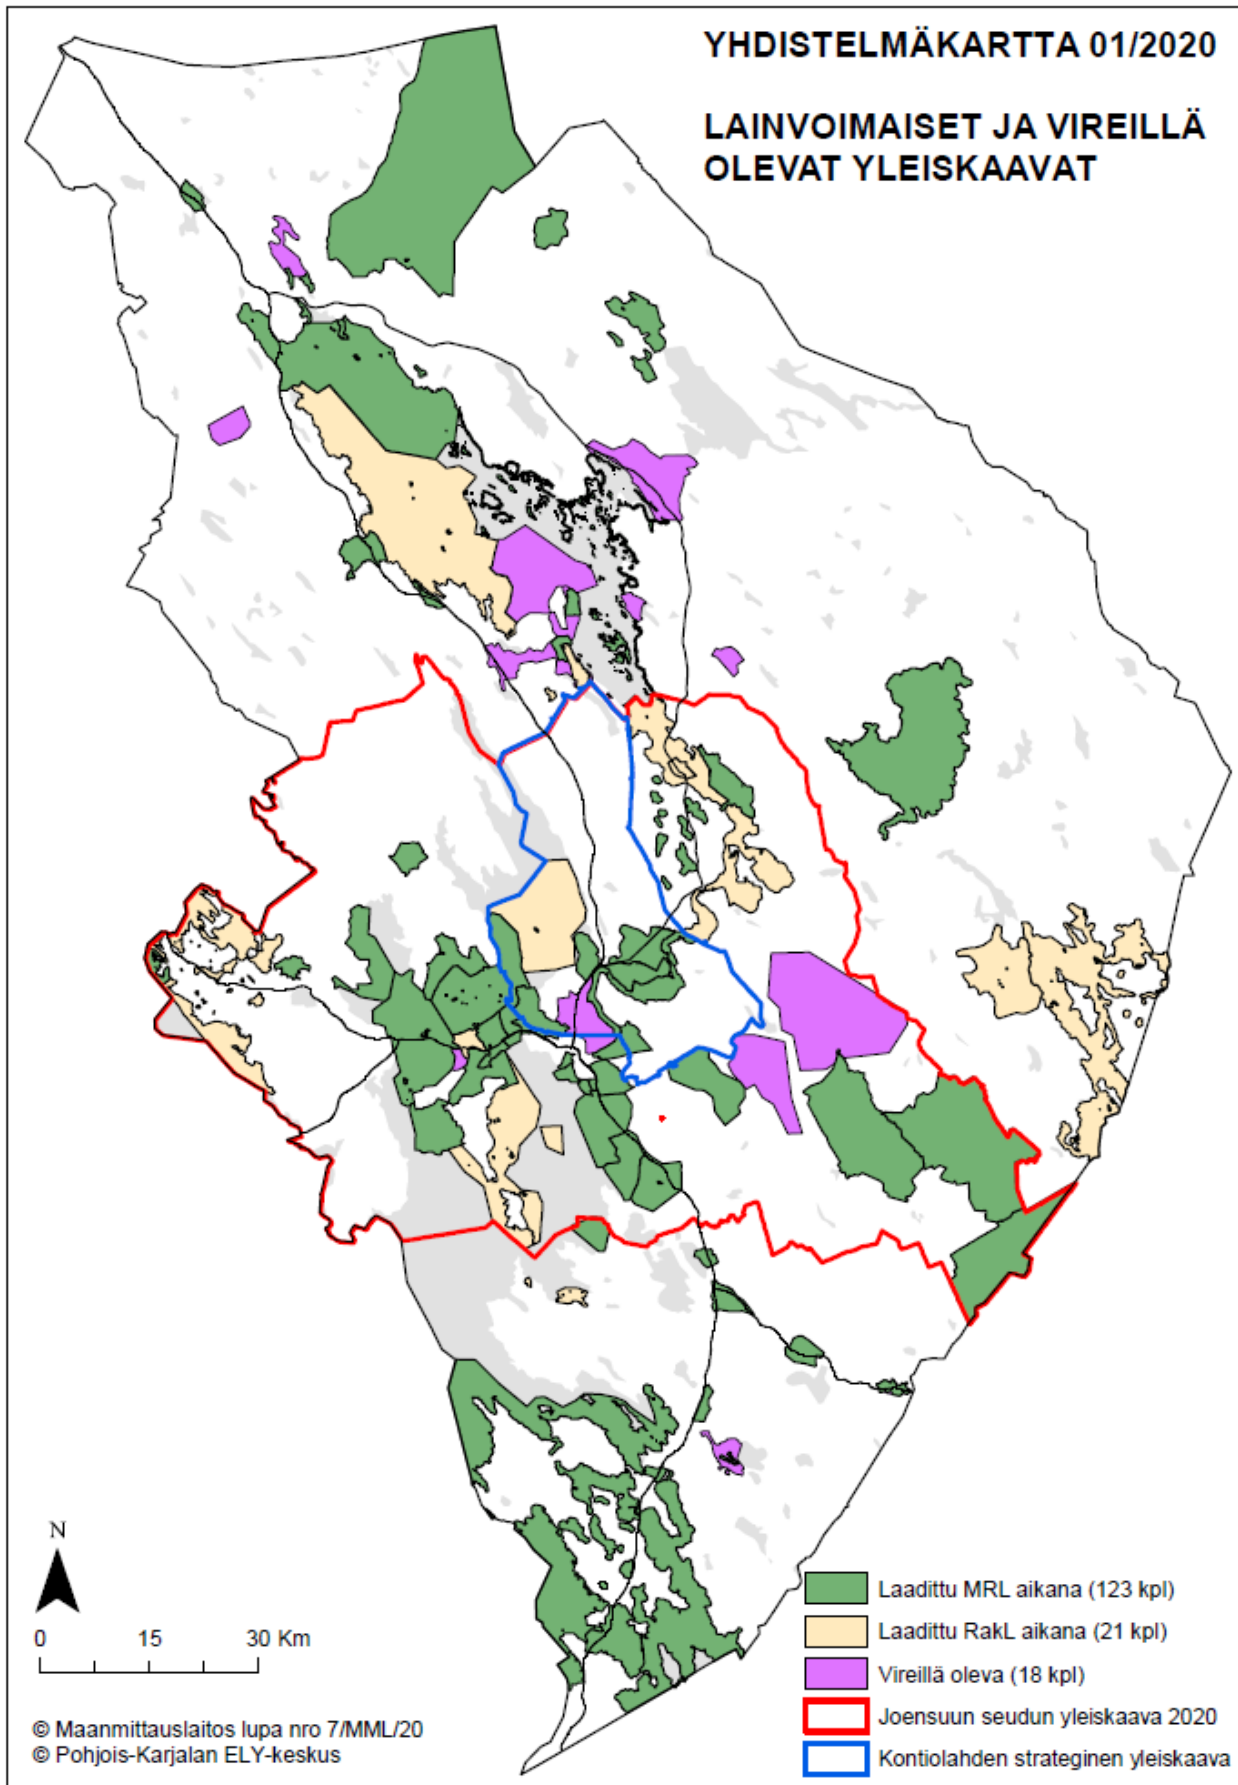 YHDISTELMÄKARTTA 01/2020
LAINVOIMAISET JA VIREILLÄ
OLEVAT YLEISKAAVAT
N
0 15 30 Km
© Maanmittauslaitos lupa nro 7/MML/20
© Pohjois-Karjalan ELY-keskus
Laadittu MRL aikana (123 kpl)
Laadittu RakL aikana (21 kpl)
Vireillä oleva (18 kpl)
Joensuun seudun yleiskaava 2020
Kontiolahden strateginen yleiskaava